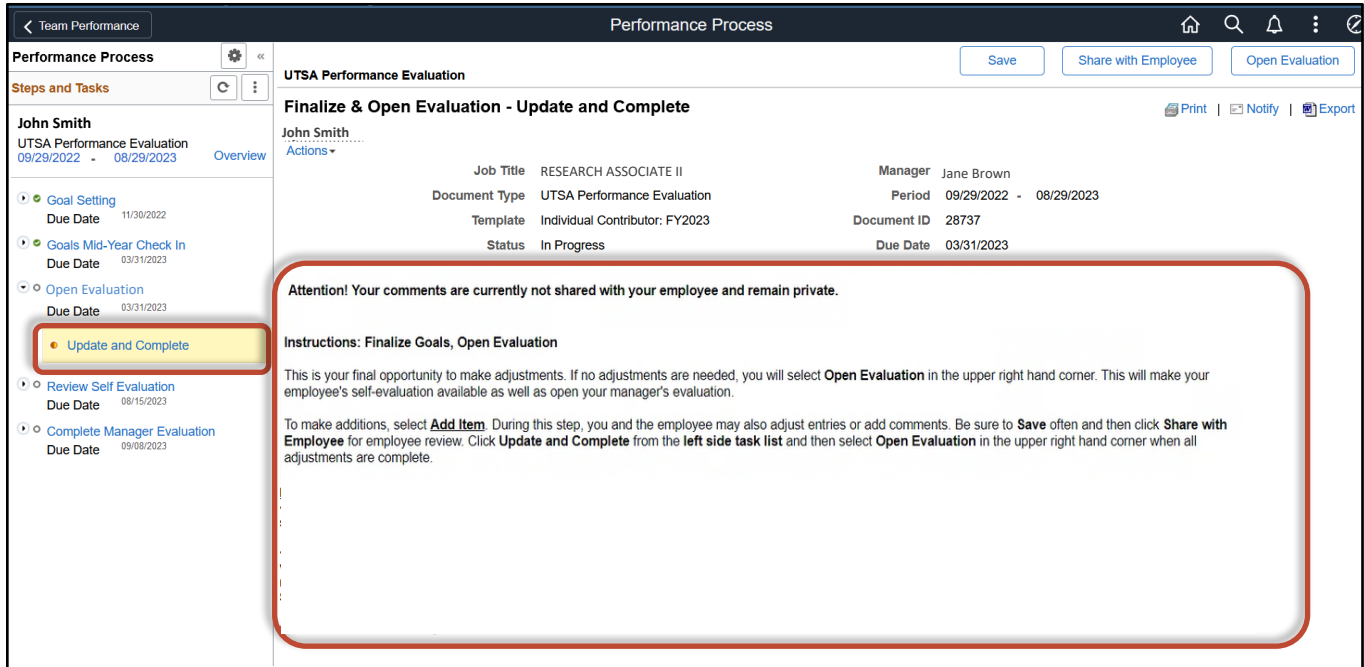 Team Performance
Performance Process
Performance Process
«
Save
Share with Employee
Open Evaluation
UTSA Performance Evaluation
Steps and Tasks
Finalize & Open Evaluation - Update and Complete
Print | Notify | Export
John Smith
UTSA Performance Evaluation
09/29/2022 - 08/29/2023
Overview
John Smith
Actions
Job Title RESEARCH ASSOCIATE II
Manager Jane Brown
Document Type UTSA Performance Evaluation
Period 09/29/2022 - 08/29/2023
Template Individual Contributor: FY2023
Document ID 28737
Status In Progress
Due Date 03/31/2023
Goal Setting
Due Date 11/30/2022
Goals Mid-Year Check In
Due Date 03/31/2023
Open Evaluation
Due Date 03/31/2023
Update and Complete
Review Self Evaluation
Due Date 08/15/2023
Complete Manager Evaluation
Due Date 09/08/2023
Attention! Your comments are currently not shared with your employee and remain private.
Instructions: Finalize Goals, Open Evaluation
This is your final opportunity to make adjustments. If no adjustments are needed, you will select Open Evaluation in the upper right hand corner. This will make your
employee's self-evaluation available as well as open your manager's evaluation.
To make additions, select Add Item. During this step, you and the employee may also adjust entries or add comments. Be sure to Save often and then click Share with
Employee for employee review. Click Update and Complete from the left side task list and then select Open Evaluation in the upper right hand corner when all
adjustments are complete.